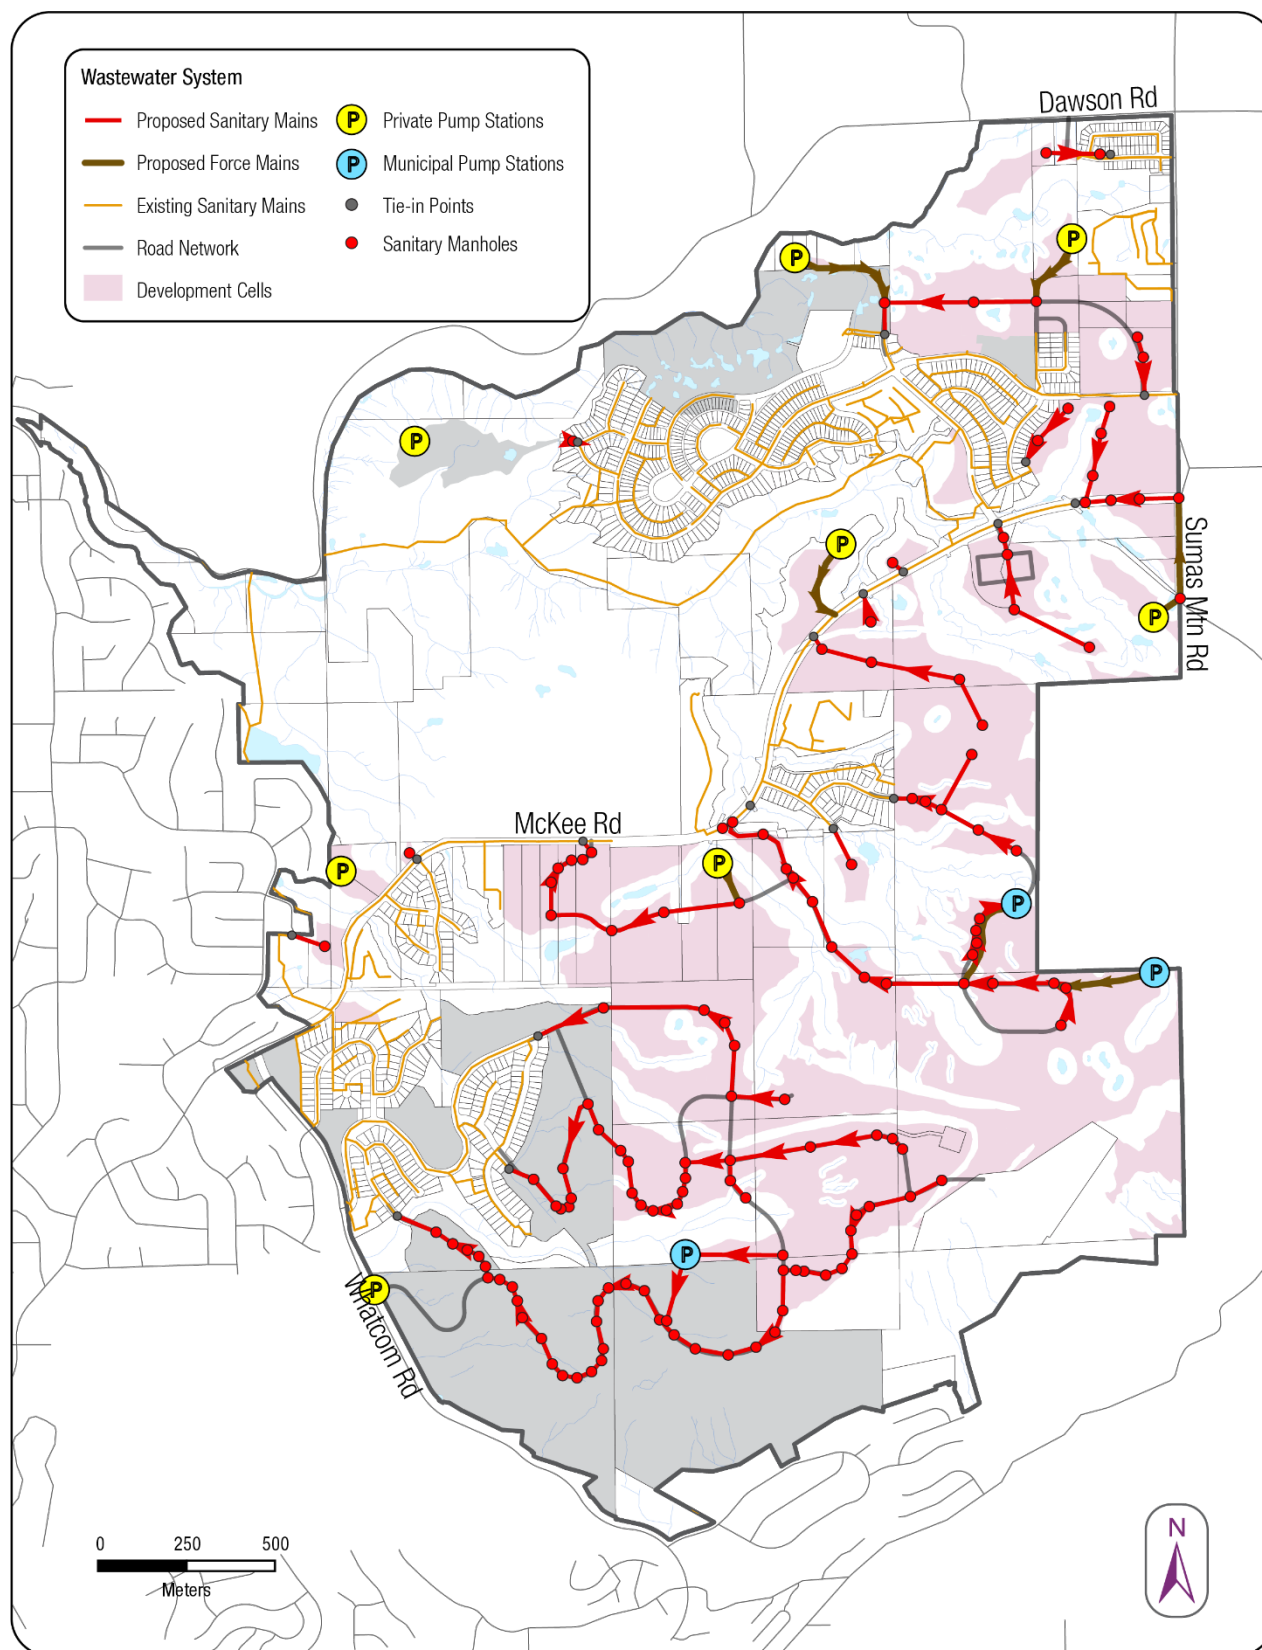 Wastewater System
Proposed Sanitary Mains
P Private Pump Stations
Proposed Force Mains
P Municipal Pump Stations
Existing Sanitary Mains
Tie-in Points
Road Network
Sanitary Manholes
Development Cells
Dawson Rd
P
P
P
P
Sumas Mtn Rd
P
McKee Rd
P
P
P
P
P
P
Whatcom Rd
0 250 500
Meters
N